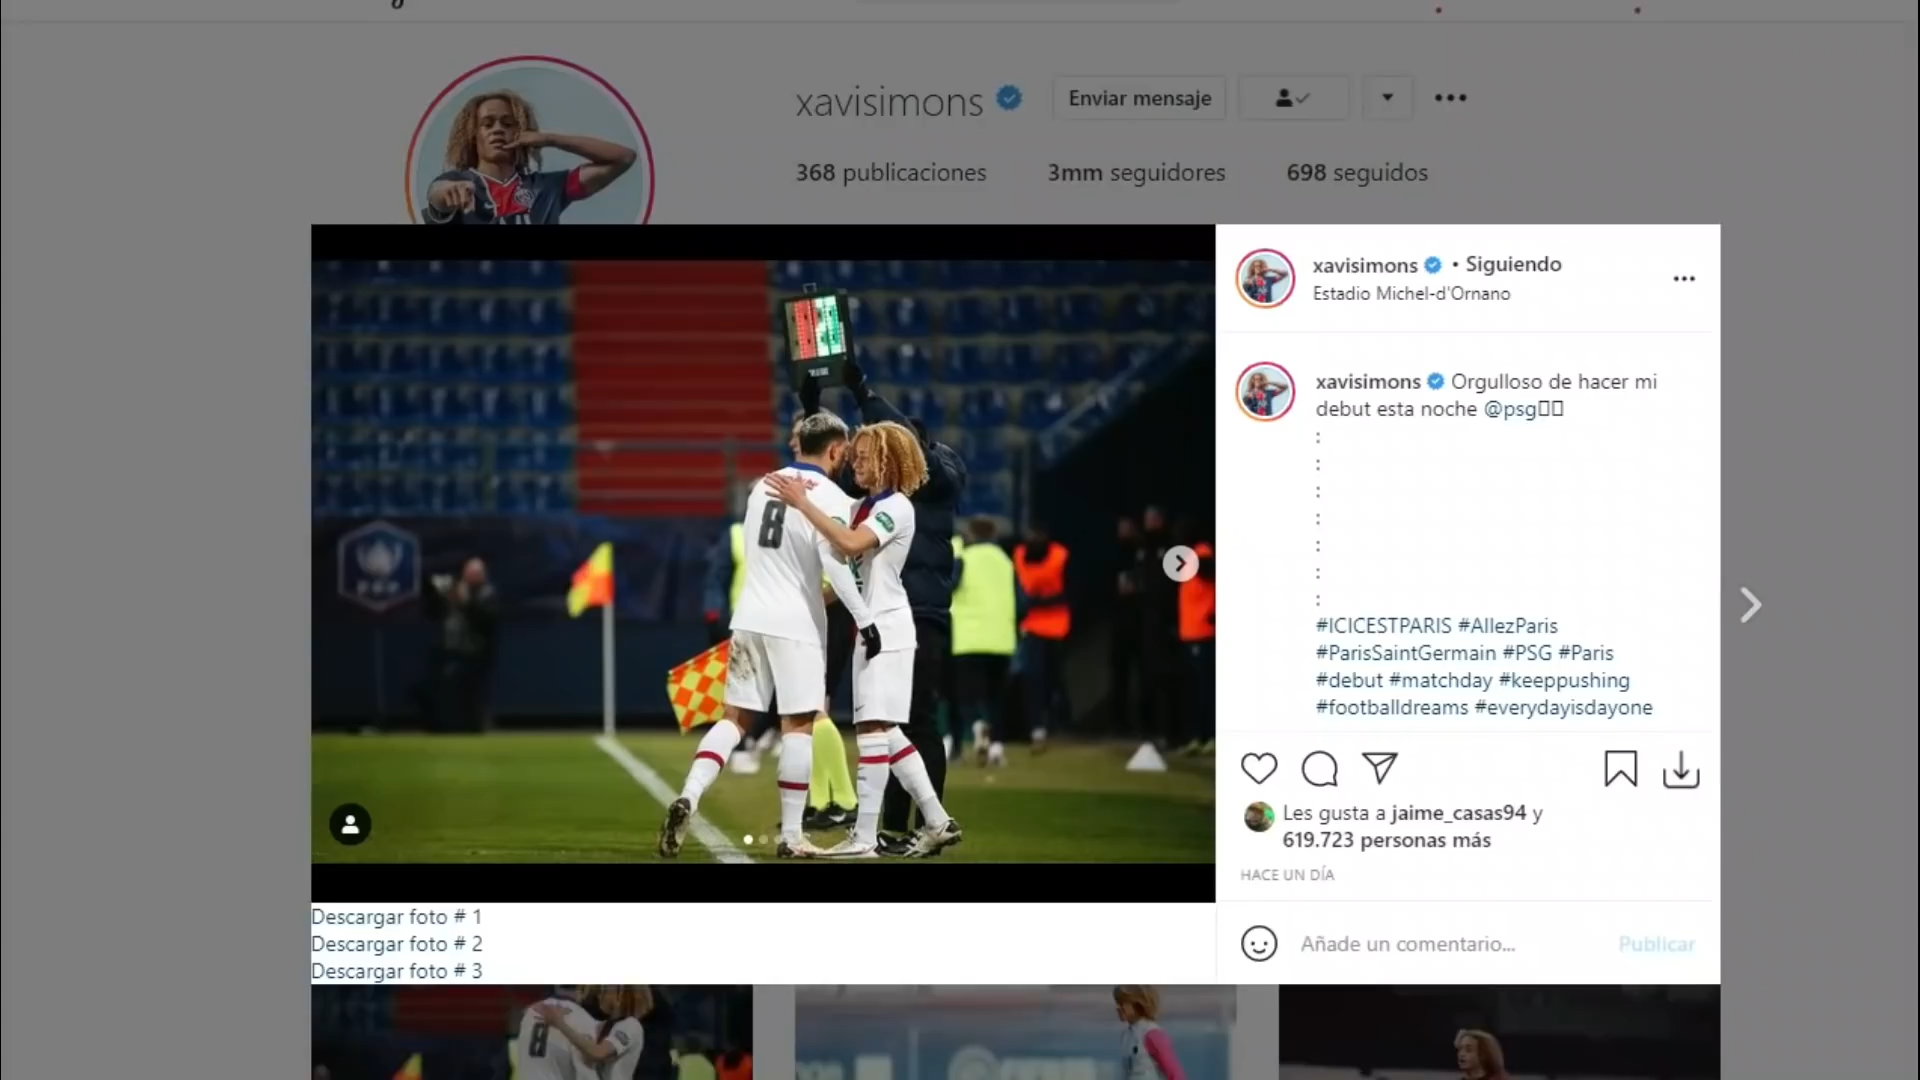 xavisimons
Enviar mensaje
368 publicaciones
3mm seguidores
698 seguidos
xavisimons • Siguiendo
Estadio Michel-d'Ornano
xavisimons Orgulloso de hacer mi
debut esta noche @psg
:
:
:
:
:
:
:
#ICICESTPARIS #AllezParis
#ParisSaintGermain #PSG #Paris
#debut #matchday #keeppushing
#footballdreams #everydayisdayone
Les gusta a jaime_casas94 y
619.723 personas más
HACE UN DÍA
Añade un comentario...
Publicar
8
Descargar foto # 1
Descargar foto # 2
Descargar foto # 3
8